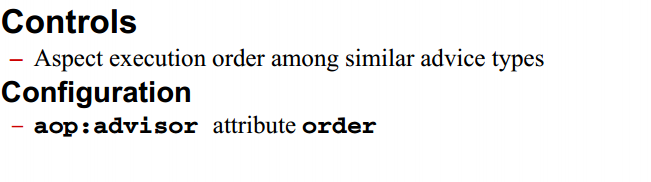 Controls
– Aspect execution order among similar advice types
Configuration
– aop:advisor attribute order